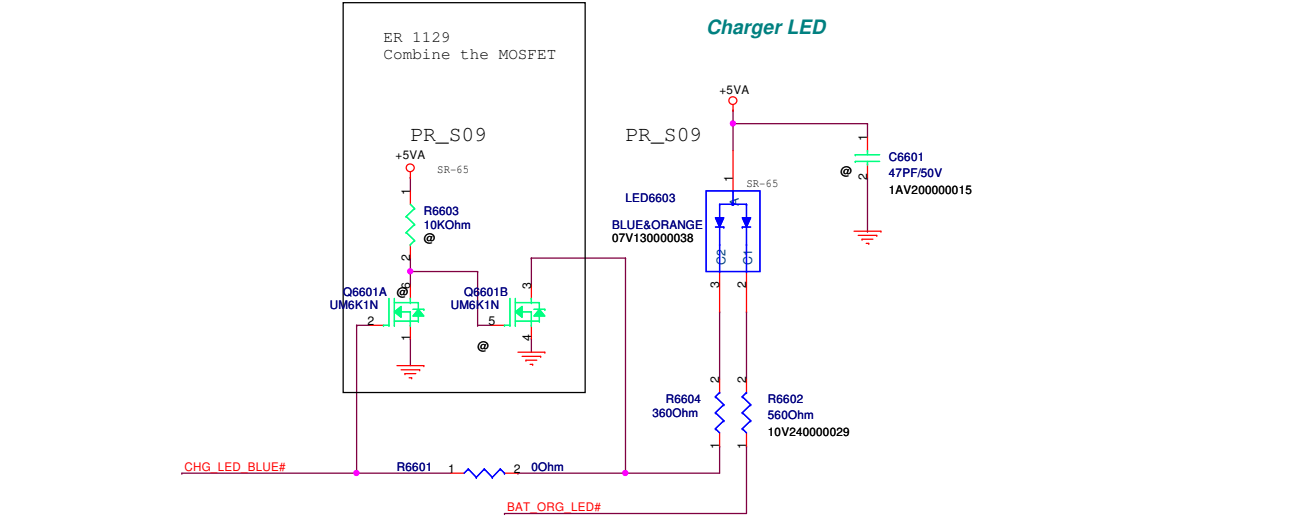 ER 1129
Combine the MOSFET
Charger LED
PR_S09
+5VA
SR-65
1
R6603
10KOhm
@
2
Q6601A
@
6
UM6K1N
2
1
Q6601B
3
UM6K1N
5
4
@
PR_S09
+5VA
1
SR-65
LED6603
A
BLUE&ORANGE
07V130000038
C2
C1
3
2
1
C6601
@
47PF/50V
2
1AV200000015
2
2
R6604
360Ohm
R6602
560Ohm
10V240000029
1
1
CHG_LED_BLUE#
R6601
1
2
0Ohm
BAT_ORG_LED#